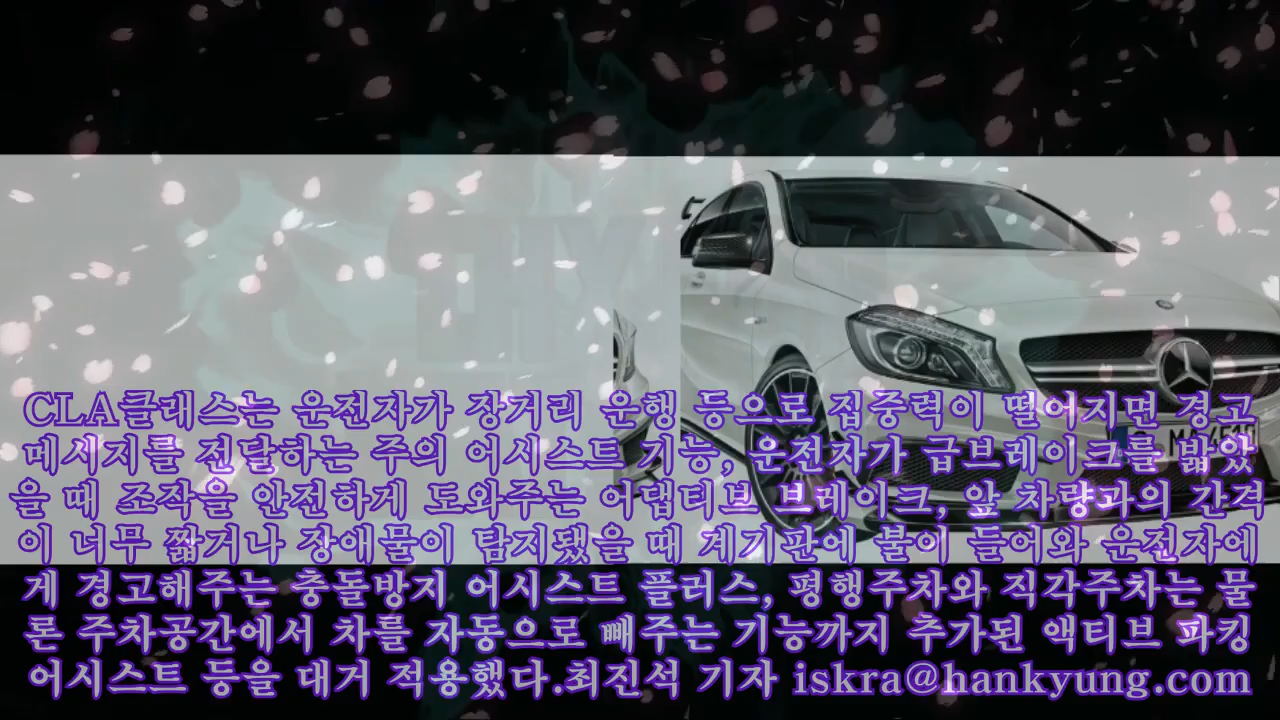 CLA클래스는 운전자가 장거리 운행 등으로 집중력이 떨어지면 경고
메시지를 전달하는 주의 어시스트 기능, 운전자가 급브레이크를 밟았
을 때 조작을 안전하게 도와주는 어댑티브 브레이크, 앞 차량과의 간격
이 너무 짧거나 장애물이 탐지됐을 때 계기판에 불이 들어와 운전자에
게 경고해주는 충돌방지 어시스트 플러스, 평행주차와 직각주차는 물
론 주차공간에서 차를 자동으로 빼주는 기능까지 추가된 액티브 파킹
어시스트 등을 대거 적용했다.최진석 기자 iskra@hankyung.com